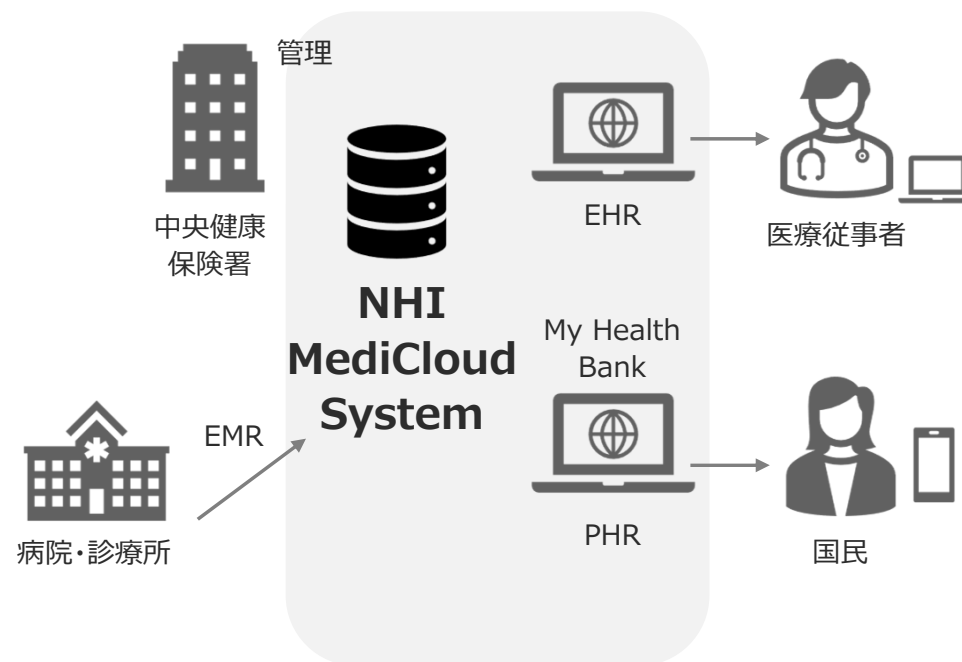 管理
中央健康
保険署
NHI
MediCloud
System
EMR
病院・診療所
EHR
医療従事者
My Health
Bank
PHR
国民